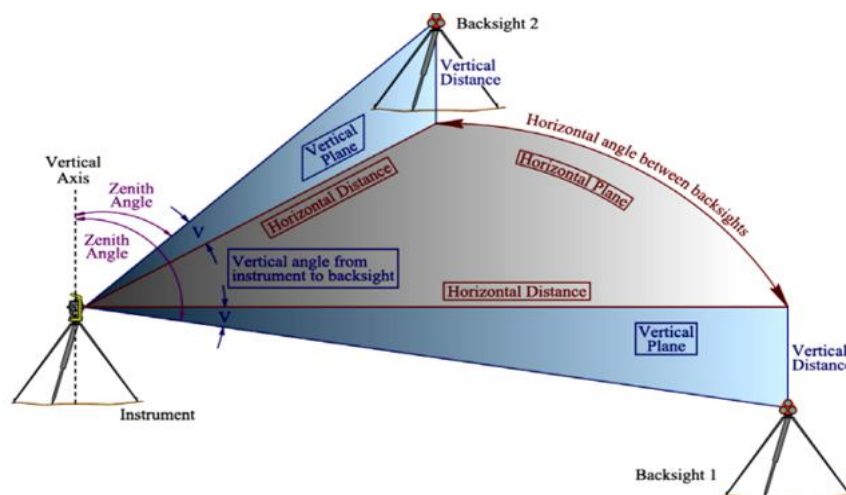 Backsight 2
Vertical
Distance
Horizontal angle between backsights
Vertical
Plane
Horizontal Plane
Vertical
Axis
Zenith
Angle
Horizontal Distance
Zenith
Angle
V
Vertical angle from
instrument to backsight
Horizontal Distance
V
Vertical
Plane
Vertical
Distance
Instrument
Backsight 1